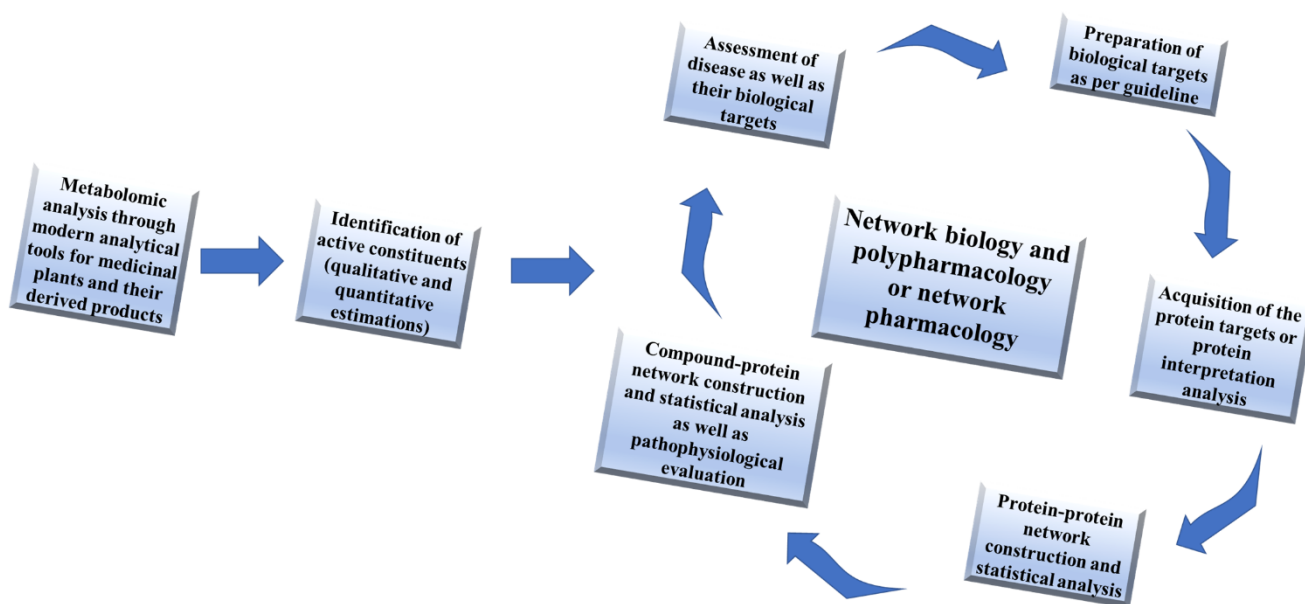 Metabolomic
analysis through
modern analytical
tools for medicinal
plants and their
derived products
Identification of
active constituents
(qualitative and
quantitative
estimations)
Assessment of
disease as well as
their biological
targets
Preparation of
biological targets
as per guideline
Acquisition of the
protein targets or
protein
interpretation
analysis
Protein-protein
network
construction and
statistical analysis
Compound-protein
network construction
and statistical analysis
as well as
pathophysiological
evaluation
Network biology and
polypharmacology
or network
pharmacology